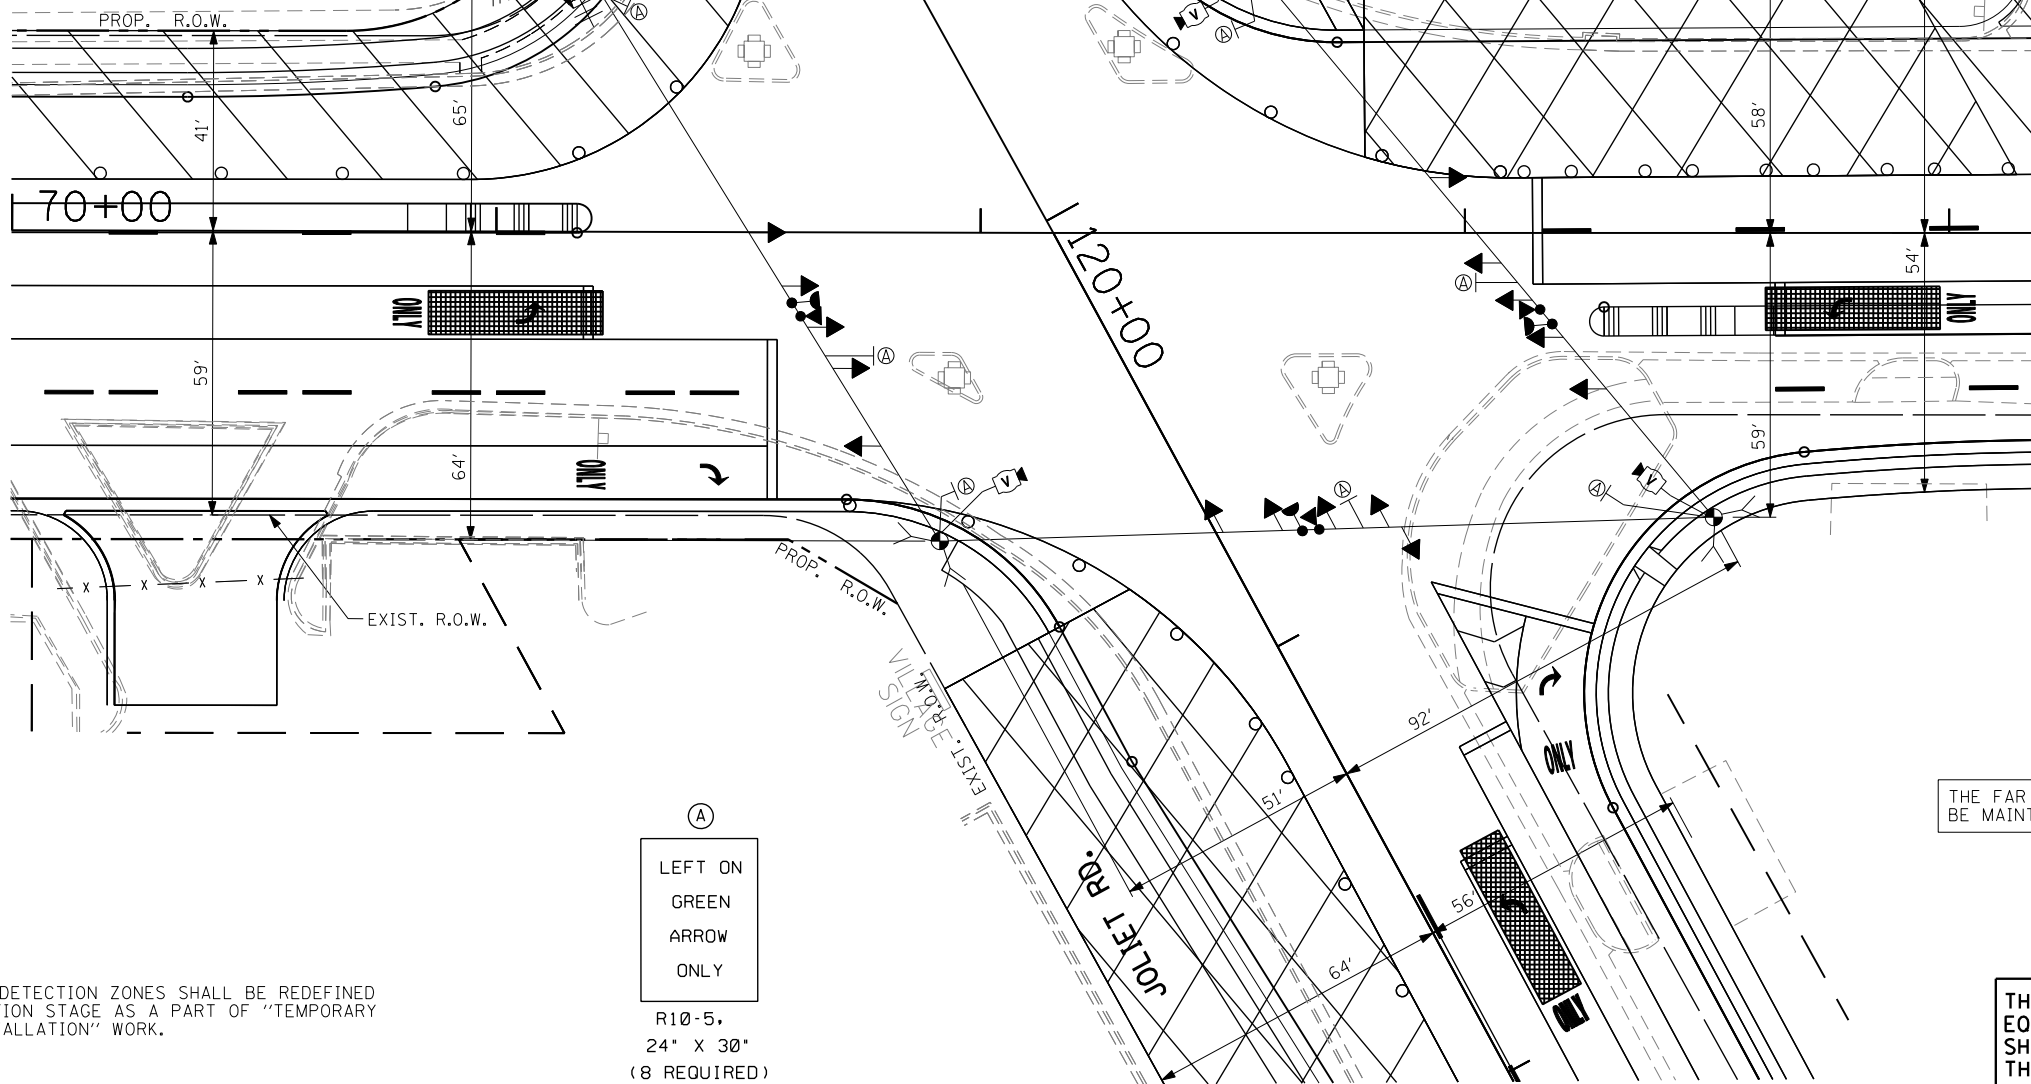 PROP. R.O.W.
A
V
A
41'
65'
58'
70+00
120+00
54'
A
ONLY
ONLY
59'
A
64'
ONLY
59'
A
V
A
V
A
PROP. R.O.W.
X X X X
EXIST. R.O.W.
VILLAGE
SIGN
EXIST. R.O.W.
92'
ONLY
51'
A
THE FAR
BE MAINT
LEFT ON
GREEN
ARROW
ONLY
JOLIET RD.
56'
64'
ONLY
DETECTION ZONES SHALL BE REDEFINED
TION STAGE AS A PART OF "TEMPORARY
ALLATION" WORK.
R10-5,
24" X 30"
(8 REQUIRED)
TH
EQ
SH
TH